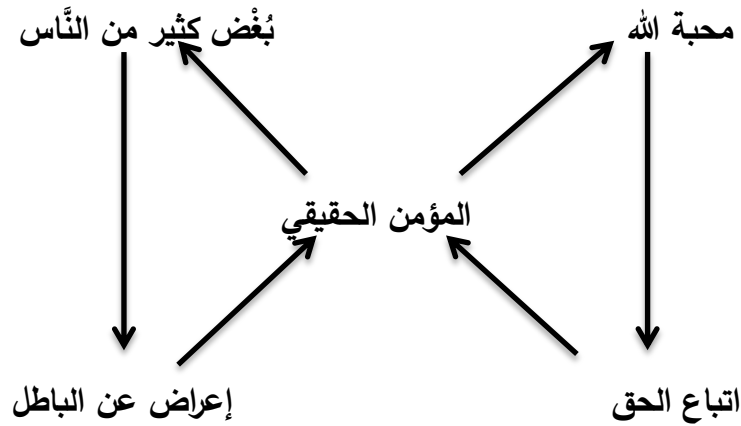 محبة الله
بُغْض كثير من النَّاس
المؤمن الحقيقي
اتباع الحق
إعراض عن الباطل